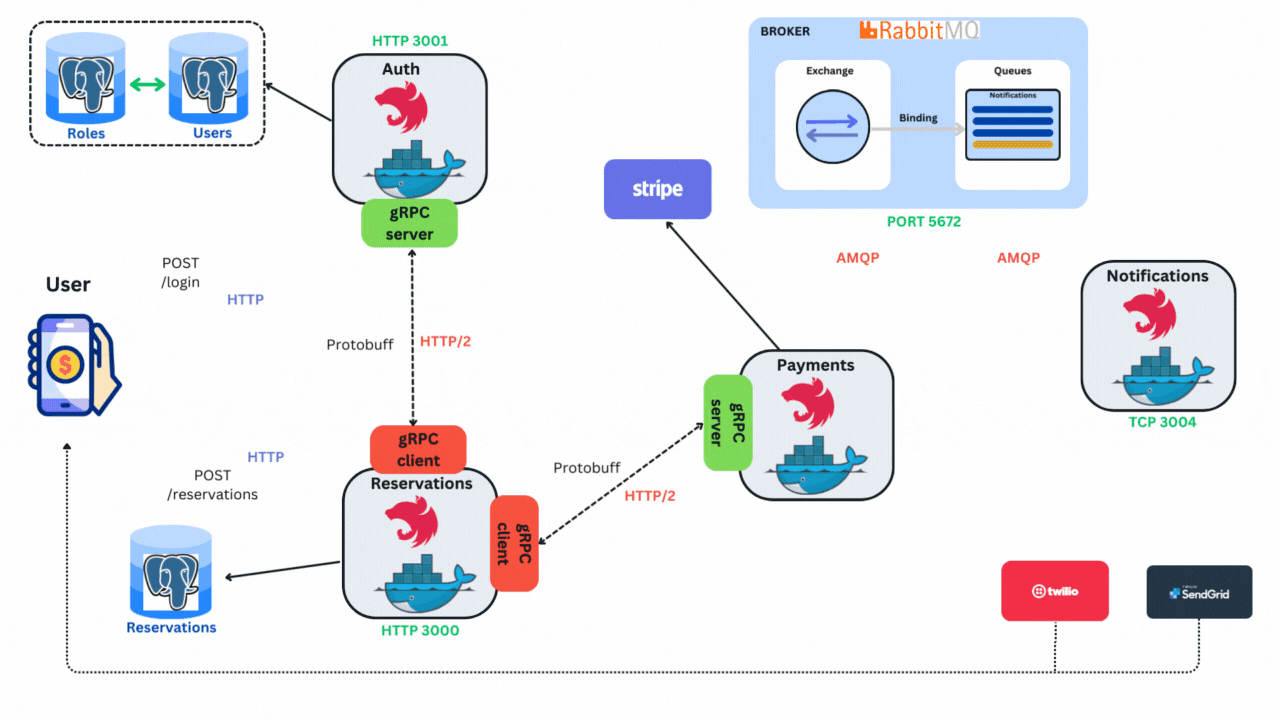 HTTP 3001
Auth
Roles
Users
gRPC
server
BROKER
RabbitMQ
Exchange
Queues
Notifications
Binding
PORT 5672
stripe
AMQP
AMQP
POST
/login
HTTP
User
Protobuff
HTTP/2
Notifications
TCP 3004
Payments
gRPC
server
gRPC
client
Reservations
gRPC
client
HTTP 3000
Protobuff
HTTP/2
HTTP
POST
/reservations
Reservations
twilio
SendGrid